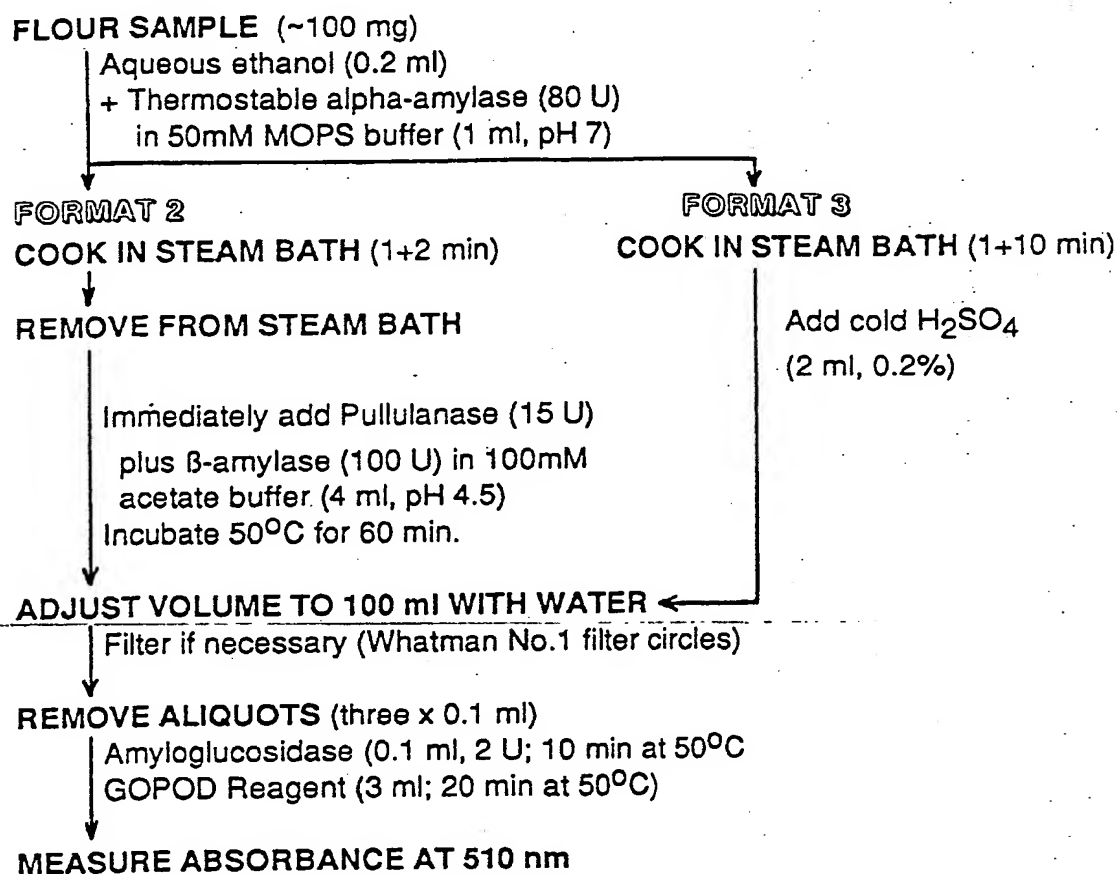 FLOUR SAMPLE (~100 mg)
Aqueous ethanol (0.2 ml)
+ Thermostable alpha-amylase (80 U)
in 50mM MOPS buffer (1 ml, pH 7)
FORMAT 2
FORMAT 3
COOK IN STEAM BATH (1+2 min)
COOK IN STEAM BATH (1+10 min)
REMOVE FROM STEAM BATH
Add cold H₂SO₄
(2 ml, 0.2%)
Immediately add Pullulanase (15 U)
plus ß-amylase (100 U) in 100mM
acetate buffer (4 ml, pH 4.5)
Incubate 50°C for 60 min.
ADJUST VOLUME TO 100 ml WITH WATER
Filter if necessary (Whatman No.1 filter circles)
REMOVE ALIQUOTS (three x 0.1 ml)
Amyloglucosidase (0.1 ml, 2 U; 10 min at 50°C
GOPOD Reagent (3 ml; 20 min at 50°C)
MEASURE ABSORBANCE AT 510 nm